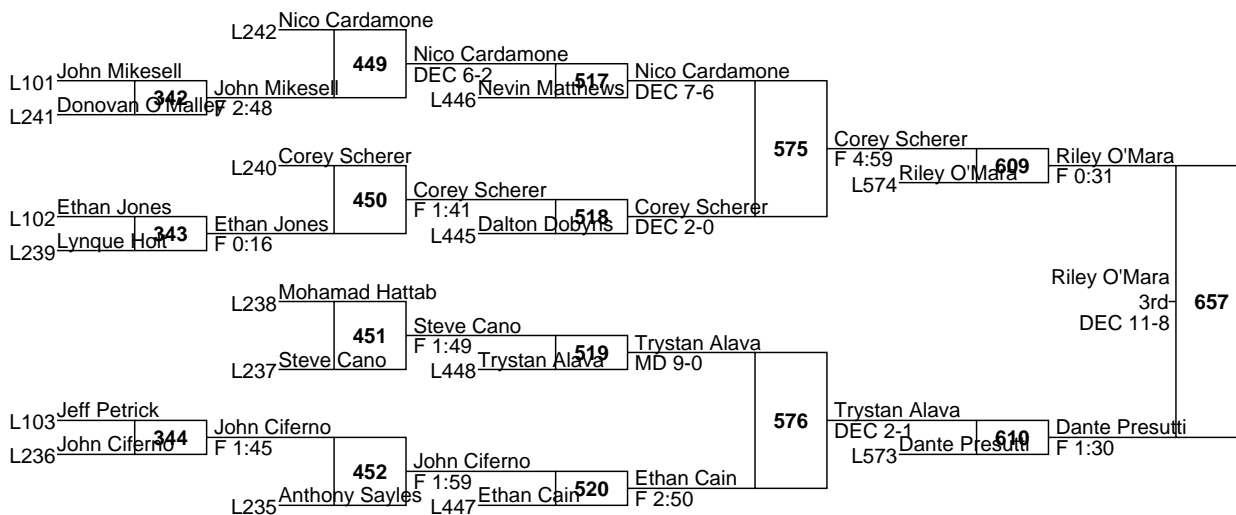 L242 Nico Cardamone
449
Nico Cardamone
DEC 6-2
L101 John Mikesell
342
John Mikesell
F 2:48
L241 Donovan O'Malley
L446 Nevin Matthews
517
Nico Cardamone
DEC 7-6
575
Corey Scherer
F 4:59
L240 Corey Scherer
450
Corey Scherer
F 1:41
L102 Ethan Jones
343
Ethan Jones
F 0:16
L239 Lynque Holt
L445 Dalton Dobyns
518
Corey Scherer
DEC 2-0
L574 Riley O'Mara
609
Riley O'Mara
F 0:31
L238 Mohamad Hattab
451
Steve Cano
F 1:49
L237 Steve Cano
L448 Trystan Alava
519
Trystan Alava
MD 9-0
576
Trystan Alava
DEC 2-1
L103 Jeff Petrick
344
John Ciferno
F 1:45
L236 John Ciferno
452
John Ciferno
F 1:59
L235 Anthony Sayles
L447 Ethan Cain
520
Ethan Cain
F 2:50
L573 Dante Presutti
610
Dante Presutti
F 1:30
Riley O'Mara
3rd
DEC 11-8
657